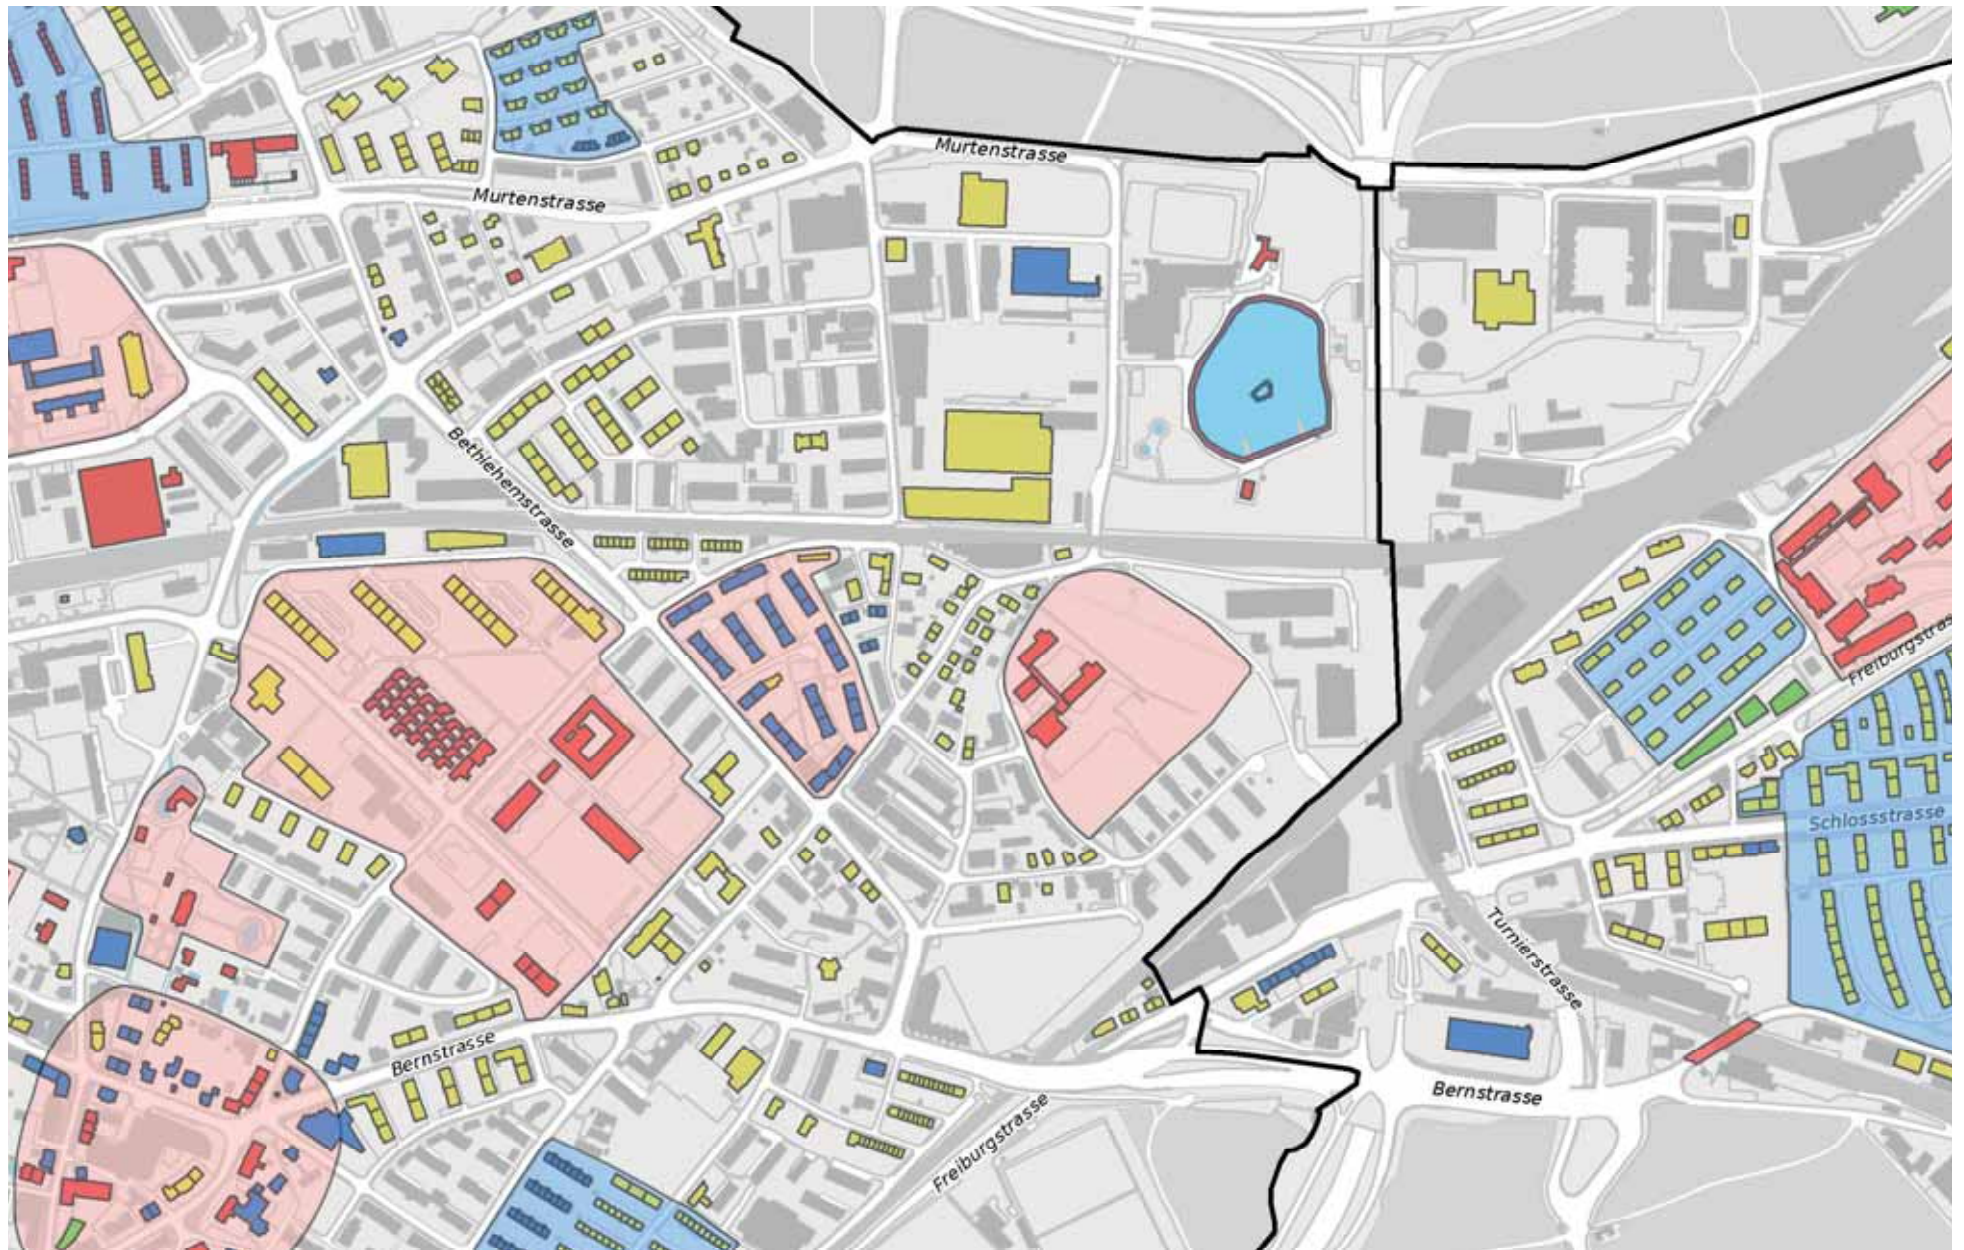 Murtenstrasse
Murtenstrasse
Bethlehemstrasse
Freiburgstrasse
Schlossstrasse
Turnierstrasse
Bernstrasse
Bernstrasse
Freiburgstrasse